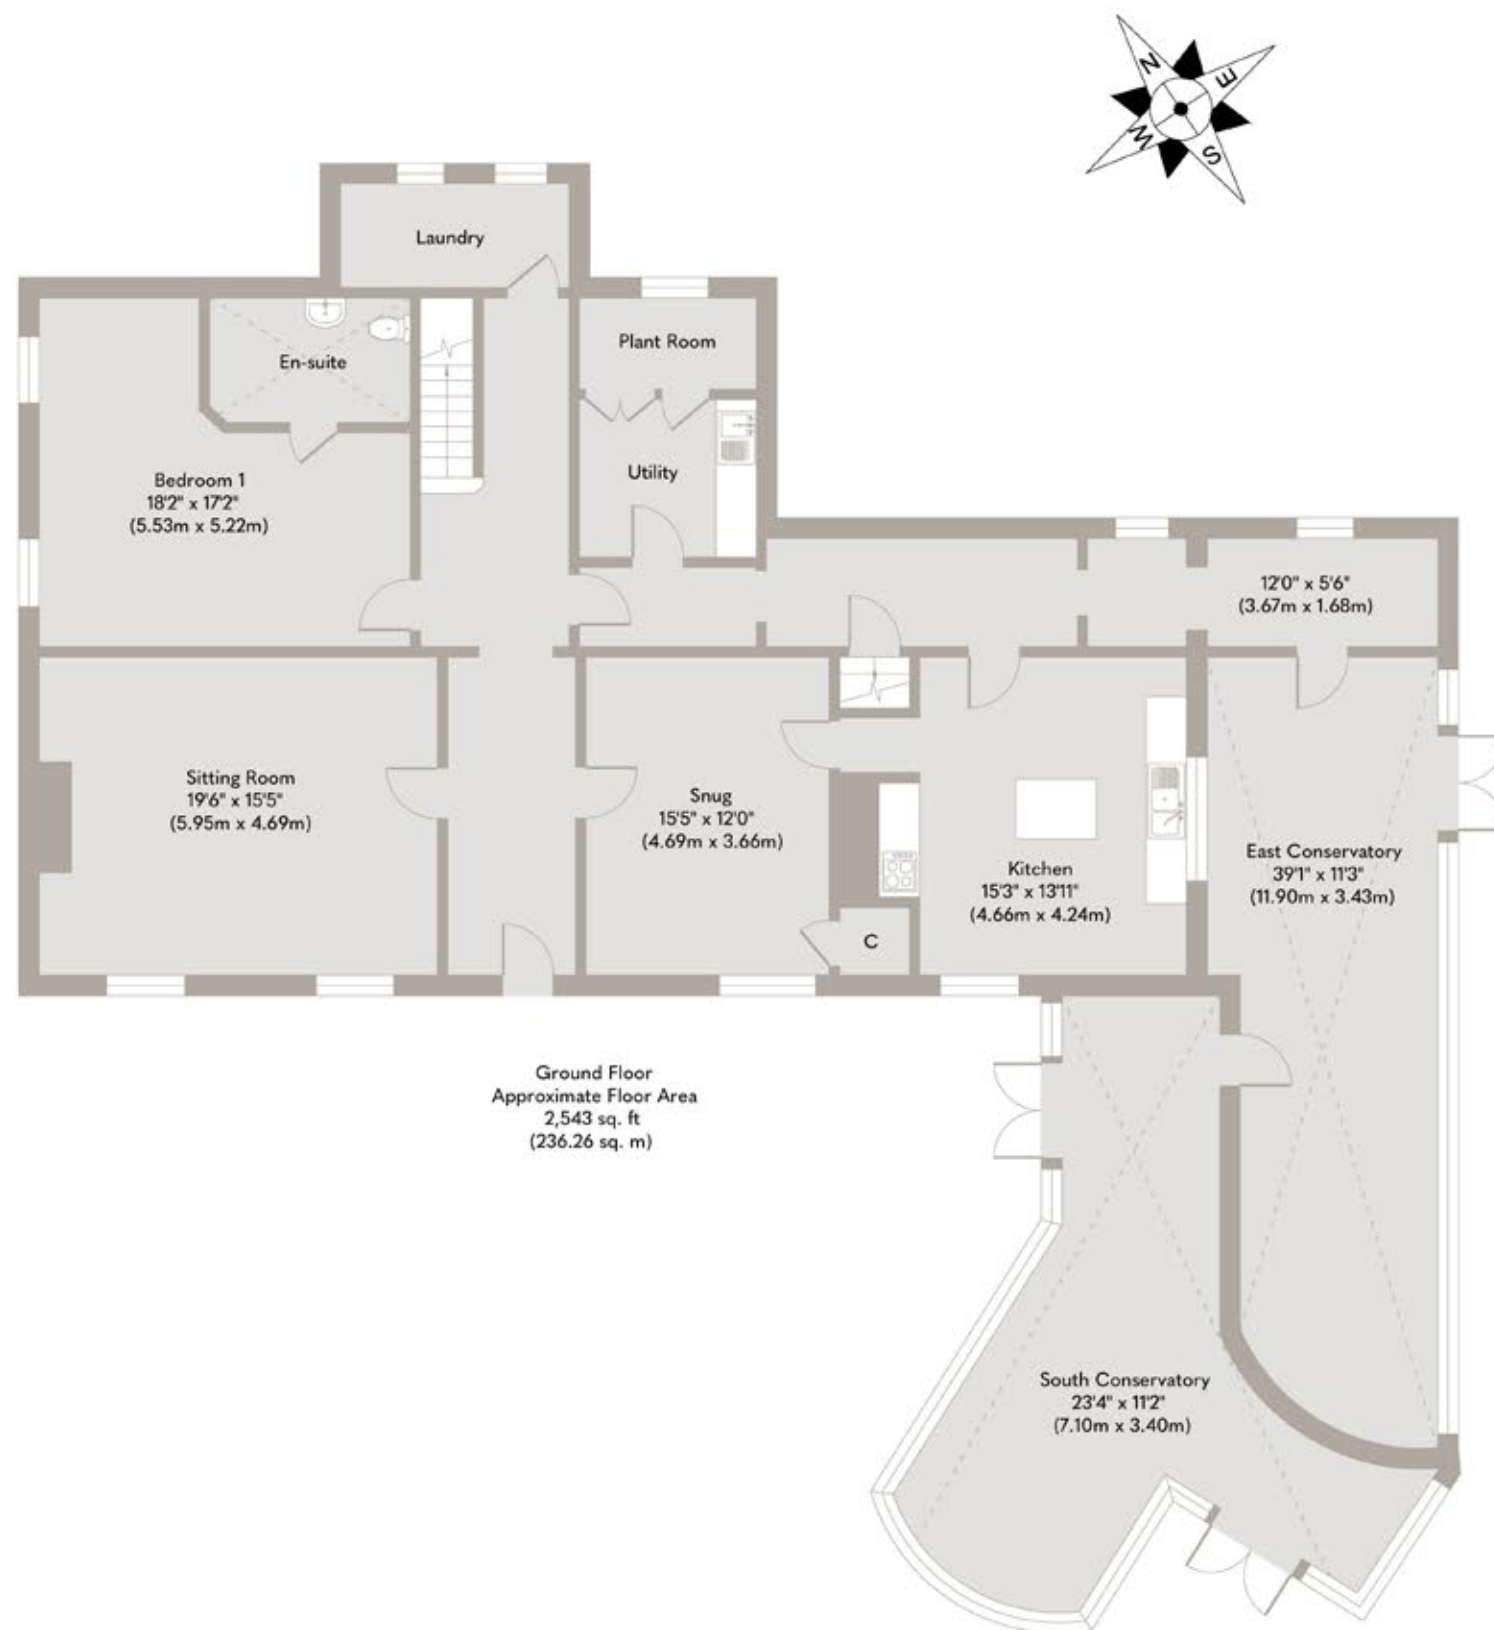 N
E
W
S
Laundry
En-suite
Plant Room
Utility
Bedroom 1
18'2" x 17'2"
(5.53m x 5.22m)
12'0" x 5'6"
(3.67m x 1.68m)
Sitting Room
19'6" x 15'5"
(5.95m x 4.69m)
Snug
15'5" x 12'0"
(4.69m x 3.66m)
Kitchen
15'3" x 13'11"
(4.66m x 4.24m)
East Conservatory
39'1" x 11'3"
(11.90m x 3.43m)
C
Ground Floor
Approximate Floor Area
2,543 sq. ft
(236.26 sq. m)
South Conservatory
23'4" x 11'2"
(7.10m x 3.40m)